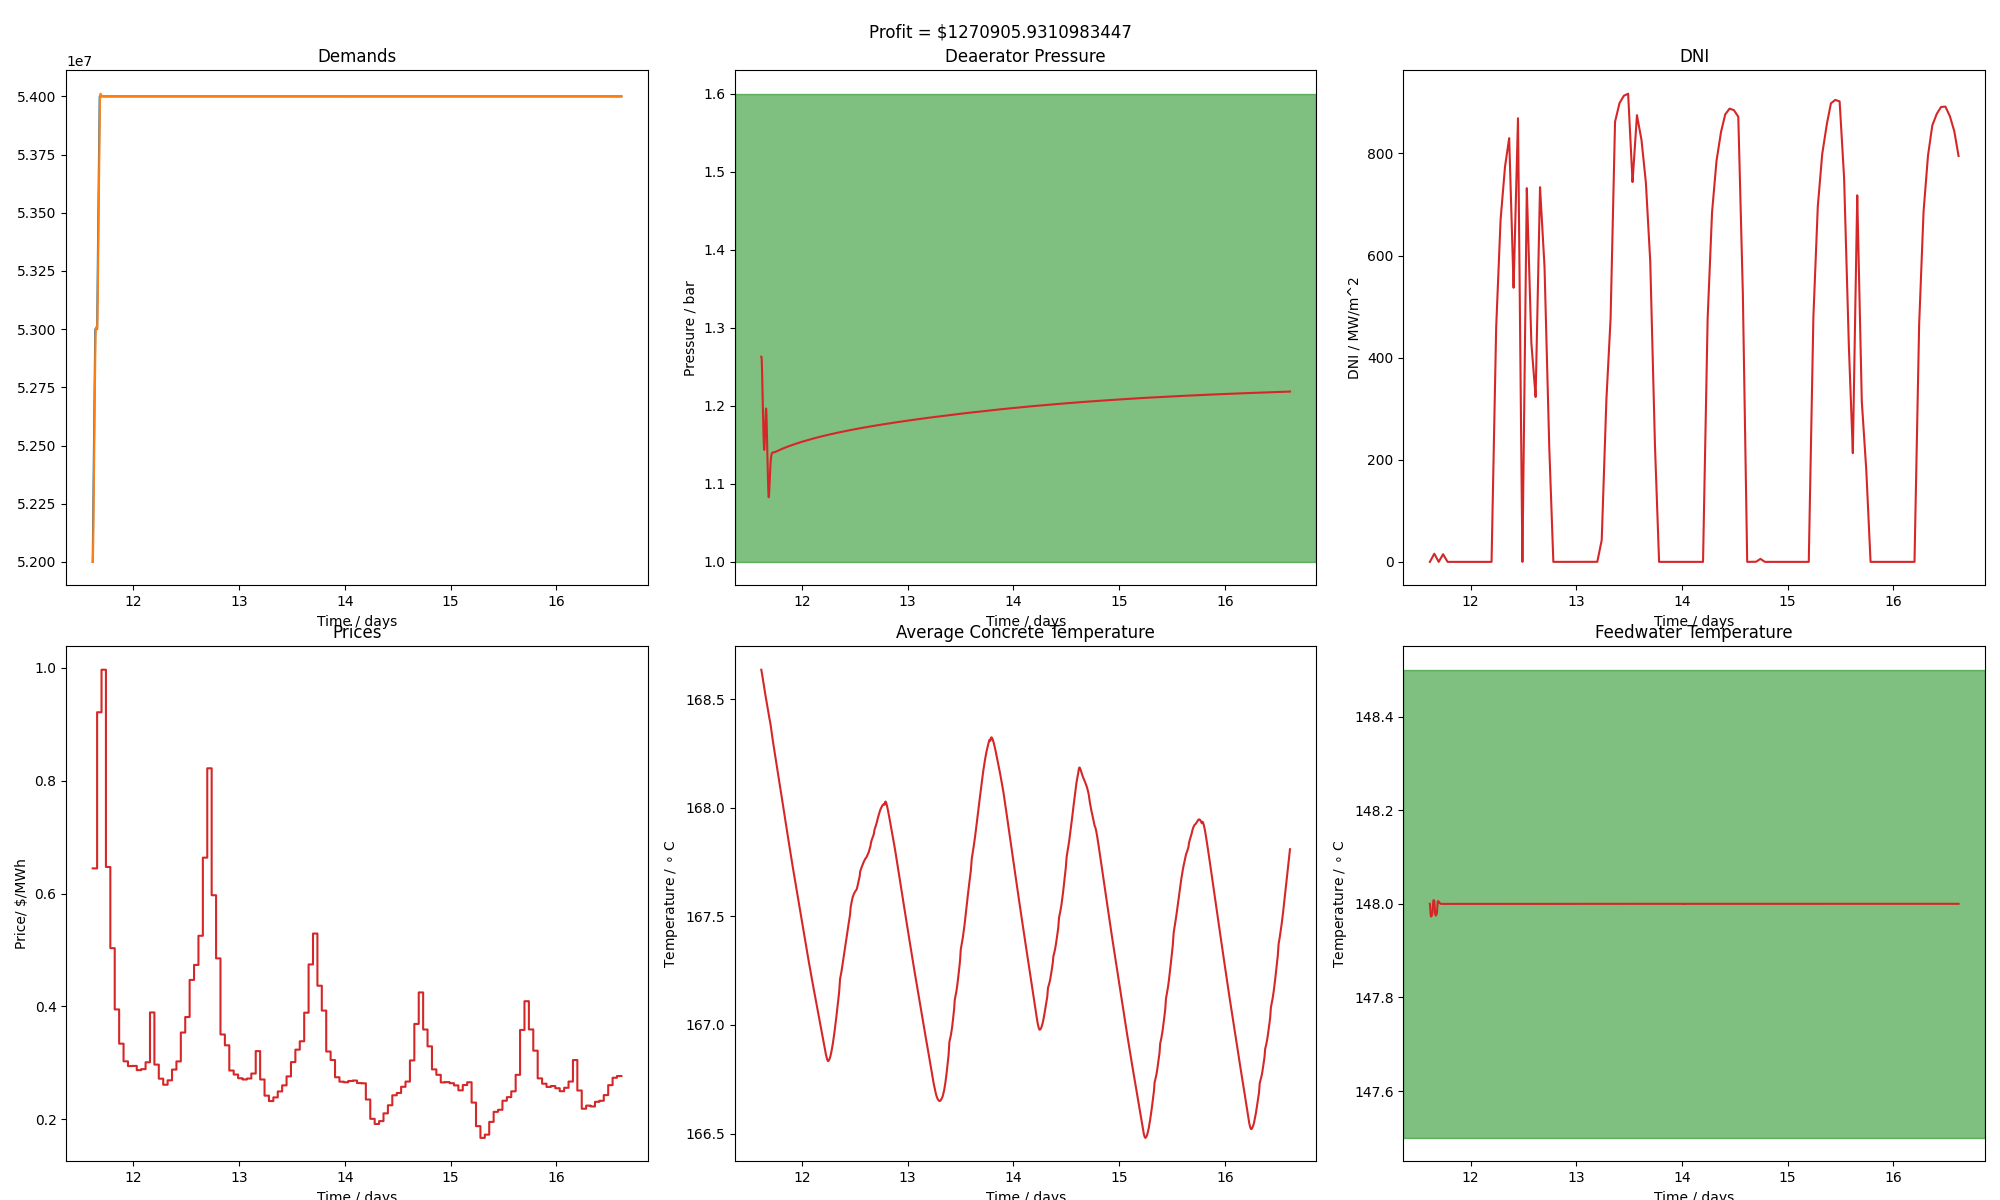 Profit = $1270905.9310983447
Demands
1e7
5.400
5.375
5.350
5.325
5.300
5.275
5.250
5.225
5.200
12 13 14 15 16
Time / days
Deaerator Pressure
Pressure / bar
1.6
1.5
1.4
1.3
1.2
1.1
1.0
12 13 14 15 16
Time / days
DNI
DNI / MW/m^2
800
600
400
200
0
12 13 14 15 16
Time / days
Prices
Price/ $/MWh
1.0
0.8
0.6
0.4
0.2
12 13 14 15 16
Time / days
Average Concrete Temperature
Temperature / ∘ C
168.5
168.0
167.5
167.0
166.5
12 13 14 15 16
Time / days
Feedwater Temperature
Temperature / ∘ C
148.4
148.2
148.0
147.8
147.6
12 13 14 15 16
Time / days